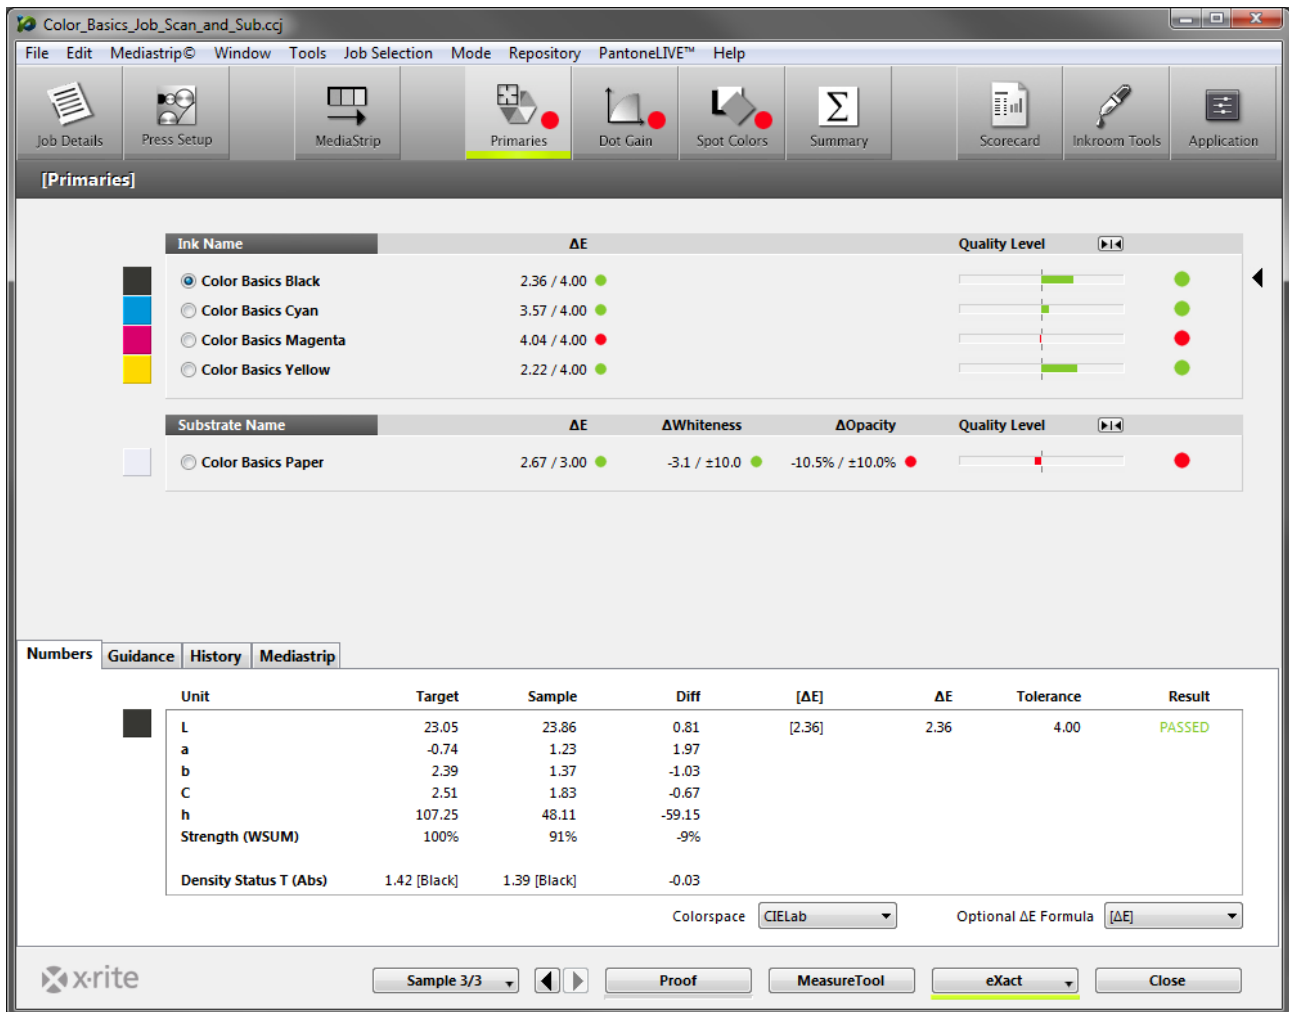 Color_Basics_Job_Scan_and_Sub.ccj
File Edit Mediastrip© Window Tools Job Selection Mode Repository PantoneLIVE™ Help
Job Details Press Setup MediaStrip Primaries Dot Gain Spot Colors Summary Scorecard Inkroom Tools Application
[Primaries]
Ink Name ΔE Quality Level
Color Basics Black 2.36 / 4.00
Color Basics Cyan 3.57 / 4.00
Color Basics Magenta 4.04 / 4.00
Color Basics Yellow 2.22 / 4.00
Substrate Name ΔE ΔWhiteness ΔOpacity Quality Level
Color Basics Paper 2.67 / 3.00 -3.1 / ±10.0 -10.5% / ±10.0%
Numbers Guidance History Mediastrip
Unit Target Sample Diff [ΔE] ΔE Tolerance Result
L 23.05 23.86 0.81 [2.36] 2.36 4.00 PASSED
a -0.74 1.23 1.97
b 2.39 1.37 -1.03
C 2.51 1.83 -0.67
h 107.25 48.11 -59.15
Strength (WSUM) 100% 91% -9%
Density Status T (Abs) 1.42 [Black] 1.39 [Black] -0.03
Colorspace CIELab Optional ΔE Formula [ΔE]
x·rite Sample 3/3 Proof MeasureTool eXact Close